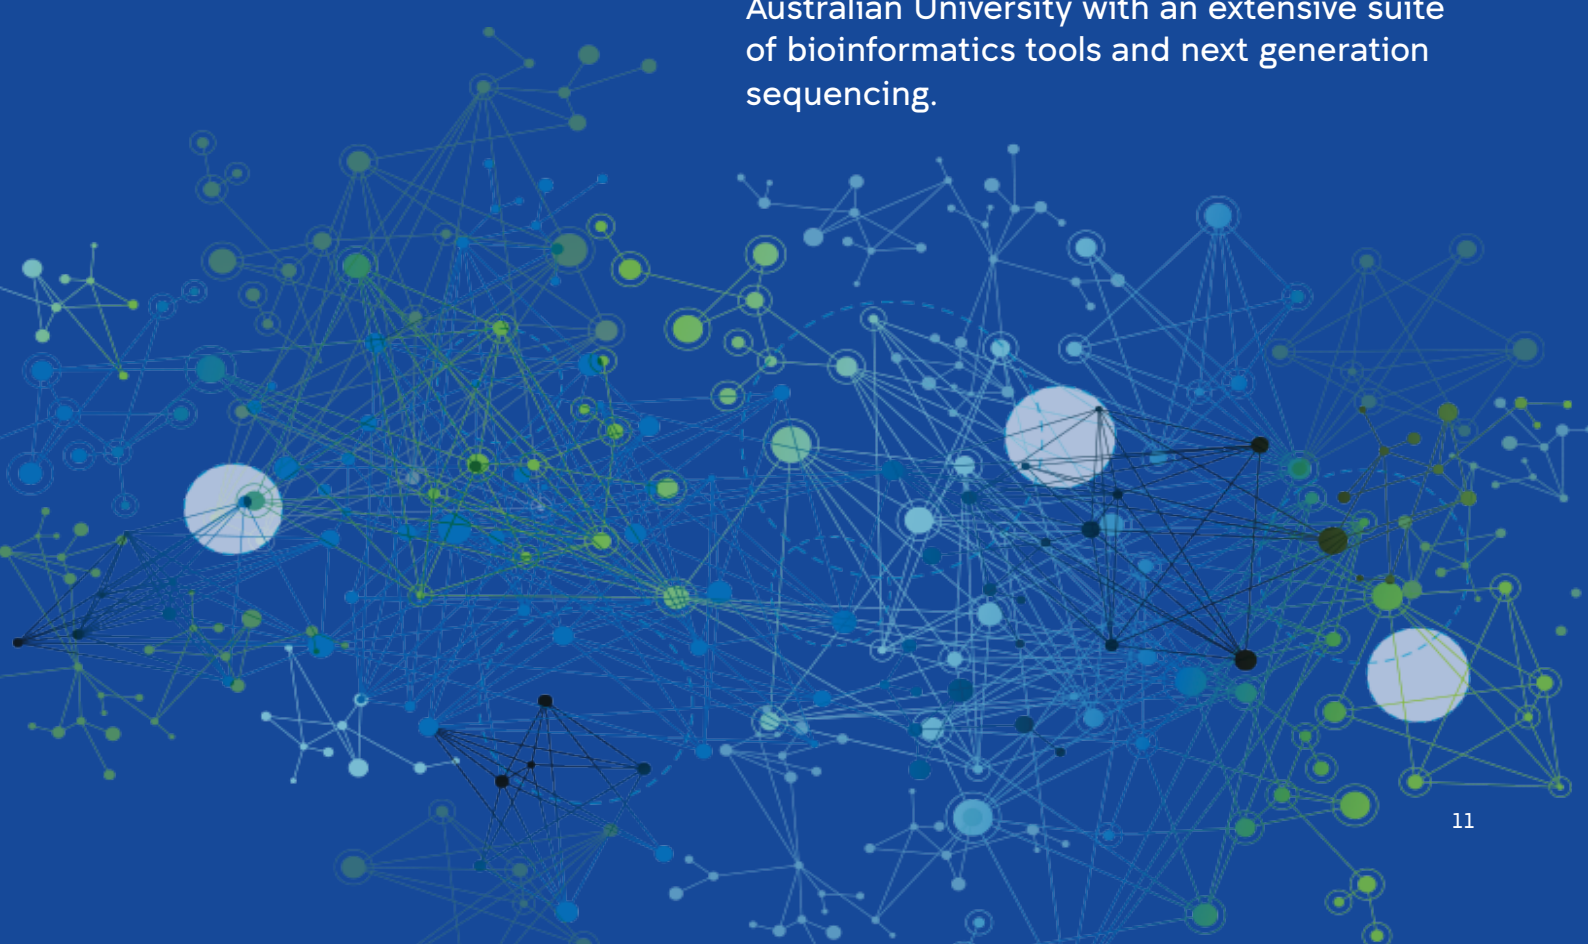 Australian University with an extensive suite
of bioinformatics tools and next generation
sequencing.
11